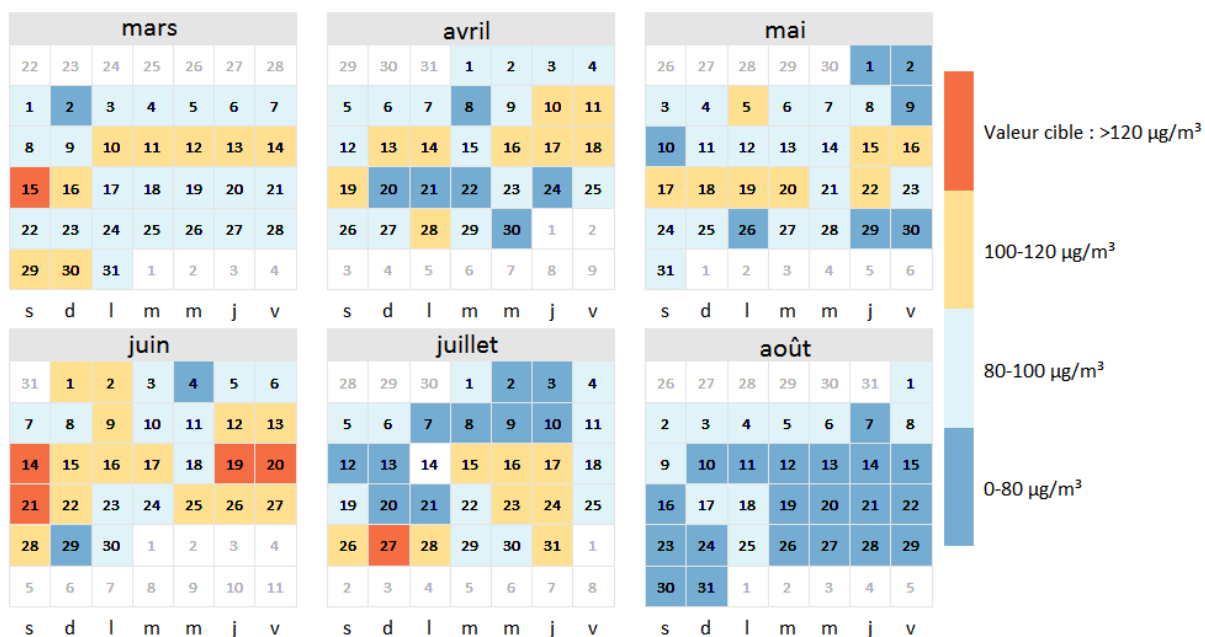 mars
22 23 24 25 26 27 28
1 2 3 4 5 6 7
8 9 10 11 12 13 14
15 16 17 18 19 20 21
22 23 24 25 26 27 28
29 30 31 1 2 3 4
s d l m m j v
avril
29 30 31 1 2 3 4
5 6 7 8 9 10 11
12 13 14 15 16 17 18
19 20 21 22 23 24 25
26 27 28 29 30 1 2
3 4 5 6 7 8 9
s d l m m j v
mai
26 27 28 29 30 1 2
3 4 5 6 7 8 9
10 11 12 13 14 15 16
17 18 19 20 21 22 23
24 25 26 27 28 29 30
31 1 2 3 4 5 6
s d l m m j v
juin
31 1 2 3 4 5 6
7 8 9 10 11 12 13
14 15 16 17 18 19 20
21 22 23 24 25 26 27
28 29 30 1 2 3 4
5 6 7 8 9 10 11
s d l m m j v
juillet
28 29 30 1 2 3 4
5 6 7 8 9 10 11
12 13 14 15 16 17 18
19 20 21 22 23 24 25
26 27 28 29 30 31 1
2 3 4 5 6 7 8
s d l m m j v
août
26 27 28 29 30 31 1
2 3 4 5 6 7 8
9 10 11 12 13 14 15
16 17 18 19 20 21 22
23 24 25 26 27 28 29
30 31 1 2 3 4 5
s d l m m j v
Valeur cible : >120 µg/m³
100-120 µg/m³
80-100 µg/m³
0-80 µg/m³